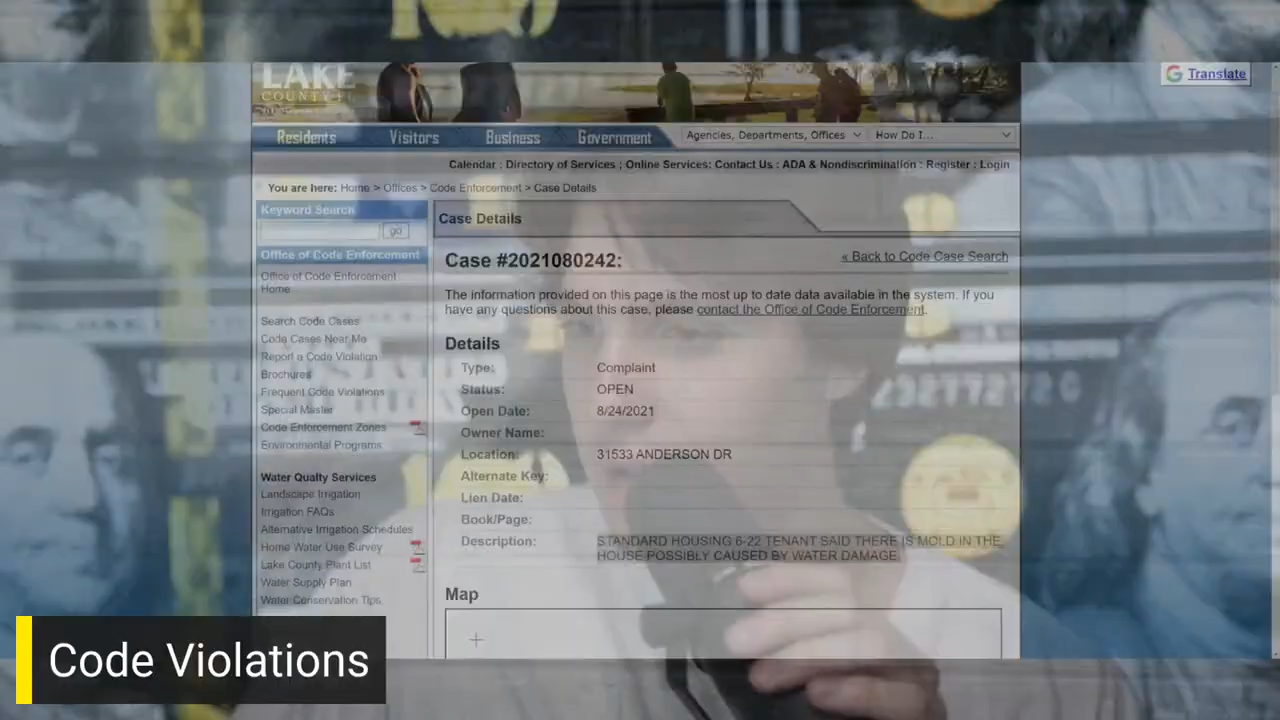 LAKE
COUNTY
Translate
Residents Visitors Business Government Agencies, Departments, Offices How Do I...
Calendar : Directory of Services : Online Services: Contact Us : ADA & Nondiscrimination : Register : Login
You are here: Home > Offices > Code Enforcement > Case Details
Keyword Search
go
Office of Code Enforcement
Office of Code Enforcement
Home
Search Code Cases
Code Cases Near Me
Report a Code Violation
Brochures
Frequent Code Violations
Special Master
Code Enforcement Zones
Environmental Programs
Water Qualty Services
Landscape Irrigation
Irrigation FAQs
Alternative Irrigation Schedules
Home Water Use Survey
Lake County Plant List
Water Supply Plan
Water Conservation Tips
Case Details
Case #2021080242:
« Back to Code Case Search
The information provided on this page is the most up to date data available in the system. If you
have any questions about this case, please contact the Office of Code Enforcement.
Details
Type: Complaint
Status: OPEN
Open Date: 8/24/2021
Owner Name:
Location: 31533 ANDERSON DR
Alternate Key:
Lien Date:
Book/Page:
Description: STANDARD HOUSING 6-22 TENANT SAID THERE IS MOLD IN THE
HOUSE POSSIBLY CAUSED BY WATER DAMAGE
Map
Code Violations